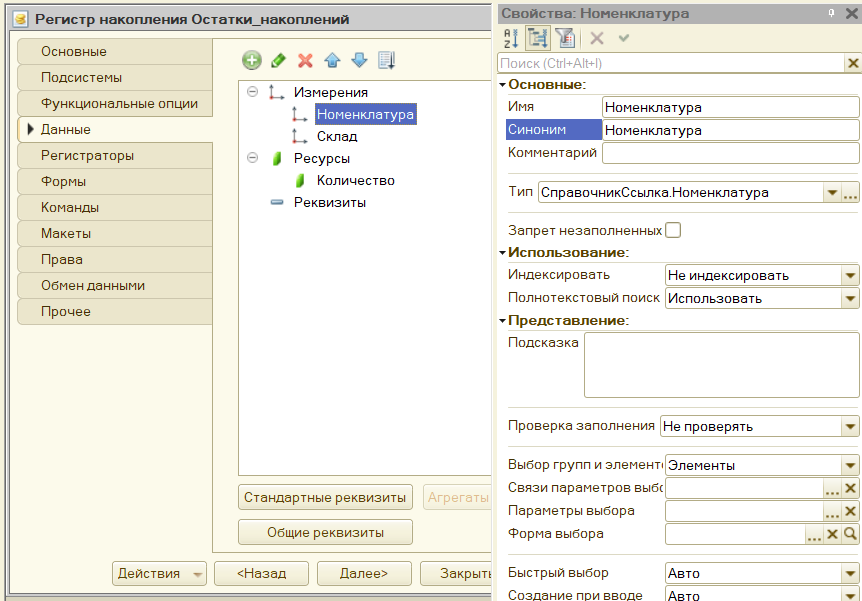 Регистр накопления Остатки_накоплений
Основные
Подсистемы
Функциональные опции
Данные
Регистраторы
Формы
Команды
Макеты
Права
Обмен данными
Прочее
Измерения
Номенклатура
Склад
Ресурсы
Количество
Реквизиты
Стандартные реквизиты
Агрегаты
Общие реквизиты
Действия
<Назад
Далее>
Закрыть
Свойства: Номенклатура
Поиск (Ctrl+Alt+I)
Основные:
Имя Номенклатура
Синоним Номенклатура
Комментарий
Тип СправочникСсылка.Номенклатура ...
Запрет незаполненных
Использование:
Индексировать Не индексировать
Полнотекстовый поиск Использовать
Представление:
Подсказка
Проверка заполнения Не проверять
Выбор групп и элементо Элементы
Связи параметров выбо ...
Параметры выбора ...
Форма выбора ...
Быстрый выбор Авто
Создание при вводе Авто